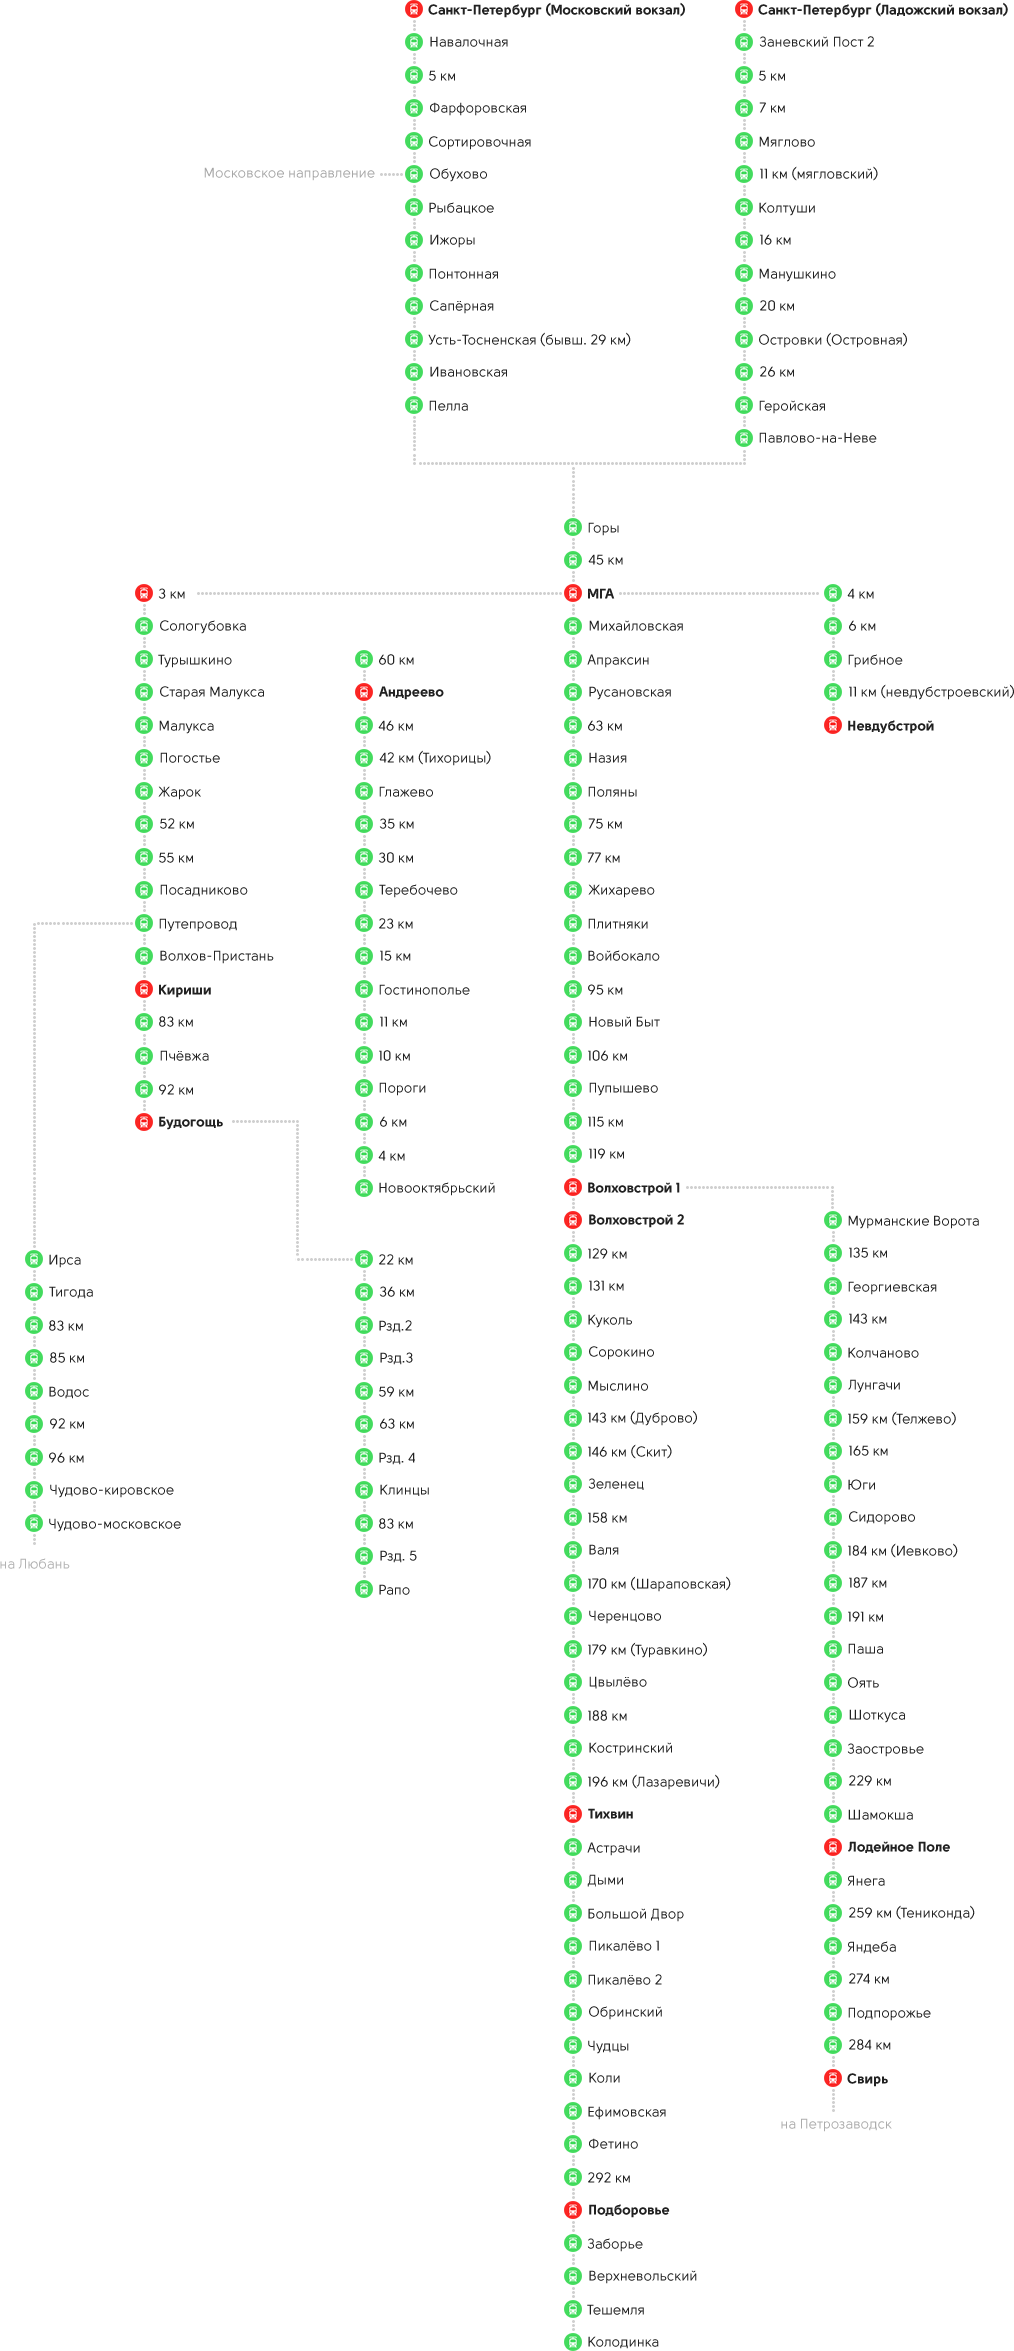 Санкт-Петербург (Московский вокзал)
Навалочная
5 км
Фарфоровская
Сортировочная
Московское направление
Обухово
Рыбацкое
Ижоры
Понтонная
Сапёрная
Усть-Тосненская (бывш. 29 км)
Ивановская
Пелла
Санкт-Петербург (Ладожский вокзал)
Заневский Пост 2
5 км
7 км
Мяглово
11 км (мягловский)
Колтуши
16 км
Манушкино
20 км
Островки (Островная)
26 км
Геройская
Павлово-на-Неве
Горы
45 км
МГА
3 км
Сологубовка
Турышкино
Старая Малукса
Малукса
Погостье
Жарок
52 км
55 км
Посадниково
Путепровод
Волхов-Пристань
Кириши
83 км
Пчёвжа
92 км
Будогощь
Ирса
Тигода
83 км
85 км
Водос
92 км
96 км
Чудово-кировское
Чудово-московское
на Любань
60 км
Андреево
46 км
42 км (Тихорицы)
Глажево
35 км
30 км
Теребочево
23 км
15 км
Гостинополье
11 км
10 км
Пороги
6 км
4 км
Новооктябрьский
22 км
36 км
Рзд.2
Рзд.3
59 км
63 км
Рзд. 4
Клинцы
83 км
Рзд. 5
Рапо
Михайловская
Апраксин
Русановская
63 км
Назия
Поляны
75 км
77 км
Жихарево
Плитняки
Войбокало
95 км
Новый Быт
106 км
Пупышево
115 км
119 км
Волховстрой 1
Волховстрой 2
129 км
131 км
Куколь
Сорокино
Мыслино
143 км (Дуброво)
146 км (Скит)
Зеленец
158 км
Валя
170 км (Шараповская)
Черенцово
179 км (Туравкино)
Цвылёво
188 км
Костринский
196 км (Лазаревичи)
Тихвин
Астрачи
Дыми
Большой Двор
Пикалёво 1
Пикалёво 2
Обринский
Чудцы
Коли
Ефимовская
Фетино
292 км
Подборовье
Заборье
Верхневольский
Тешемля
Колодинка
4 км
6 км
Грибное
11 км (невдубстроевский)
Невдубстрой
Мурманские Ворота
135 км
Георгиевская
143 км
Колчаново
Лунгачи
159 км (Телжево)
165 км
Юги
Сидорово
184 км (Иевково)
187 км
191 км
Паша
Оять
Шоткуса
Заостровье
229 км
Шамокша
Лодейное Поле
Янега
259 км (Тениконда)
Яндеба
274 км
Подпорожье
284 км
Свирь
на Петрозаводск